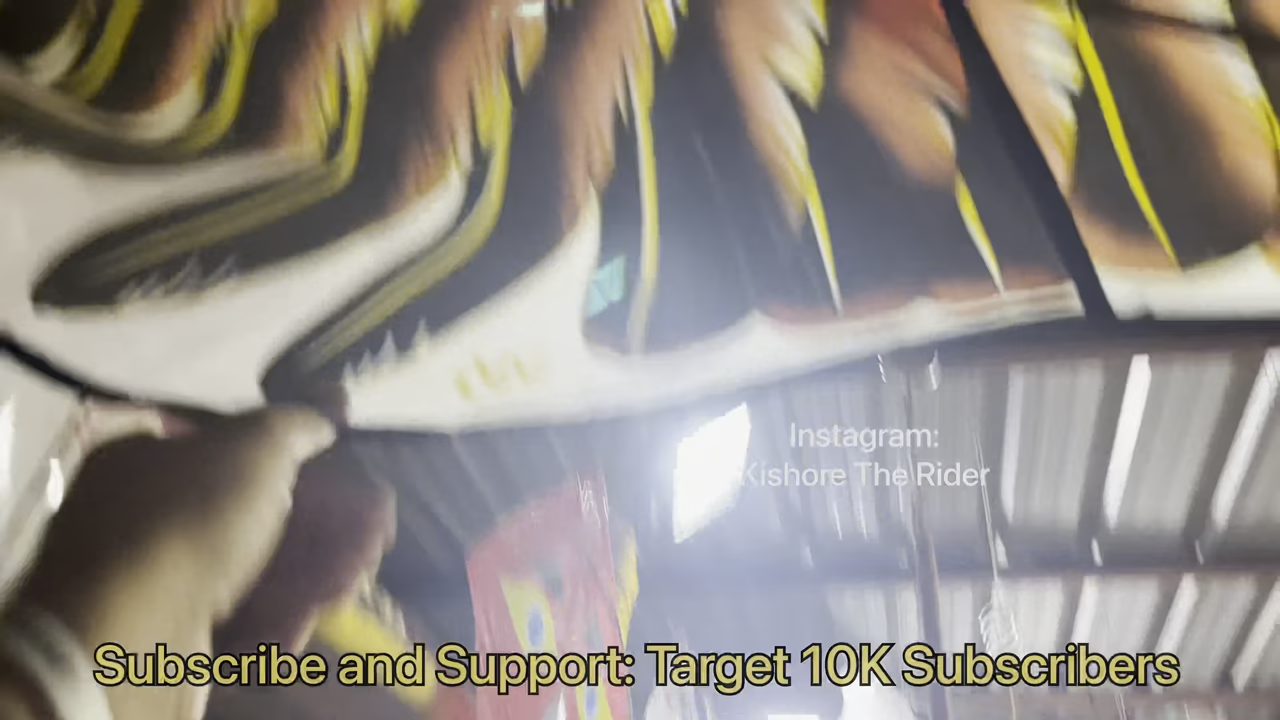 Instagram:
Kishore The Rider
Subscribe and Support: Target 10K Subscribers